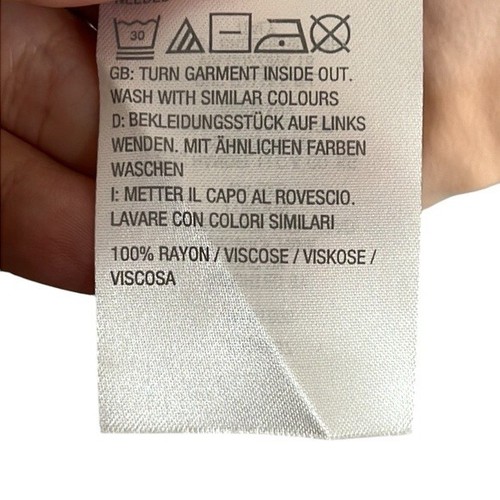 30
GB: TURN GARMENT INSIDE OUT.
WASH WITH SIMILAR COLOURS
D: BEKLEIDUNGSSTÜCK AUF LINKS
WENDEN. MIT ÄHNLICHEN FARBEN
WASCHEN
I: METTER IL CAPO AL ROVESCIO.
LAVARE CON COLORI SIMILARI
100% RAYON / VISCOSE / VISKOSE /
VISCOSA